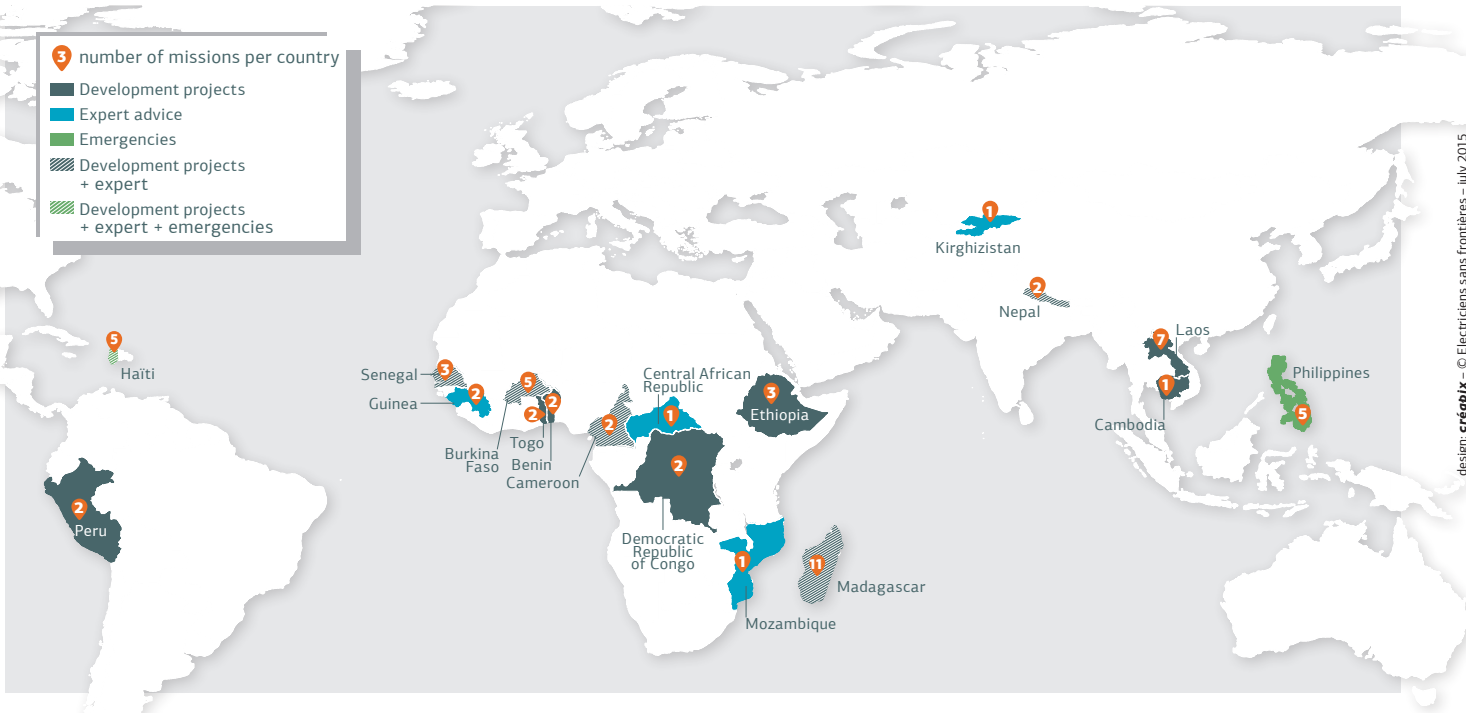 3 number of missions per country
Development projects
Expert advice
Emergencies
Development projects
+ expert
Development projects
+ expert + emergencies
1
Kirghizistan
2
Nepal
5
Haïti
7
Laos
1
Cambodia
Philippines
5
Senegal
3
Guinea
2
5
Burkina
Faso
2
Togo
2
Benin
2
Cameroon
Central African
Republic
1
3
Ethiopia
2
Democratic
Republic
of Congo
2
Peru
1
Mozambique
11
Madagascar
design: créabix – © Electriciens sans frontières – july 2015